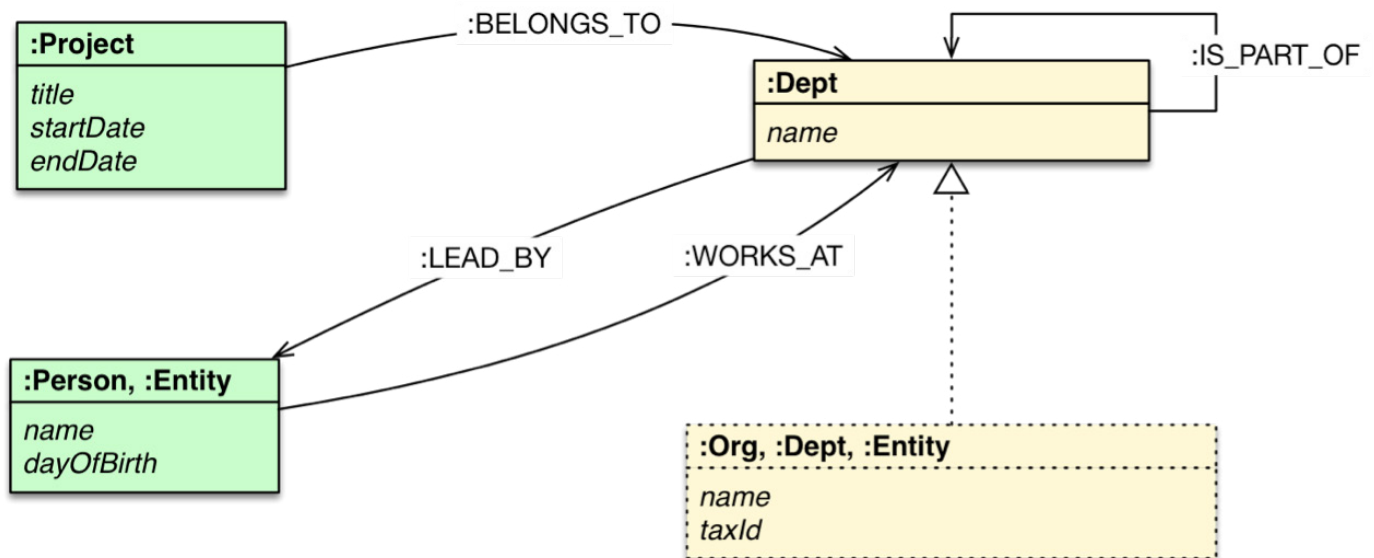 :Project
title
startDate
endDate
:BELONGS_TO
:Dept
name
:IS_PART_OF
:LEAD_BY
:WORKS_AT
:Person, :Entity
name
dayOfBirth
:Org, :Dept, :Entity
name
taxId